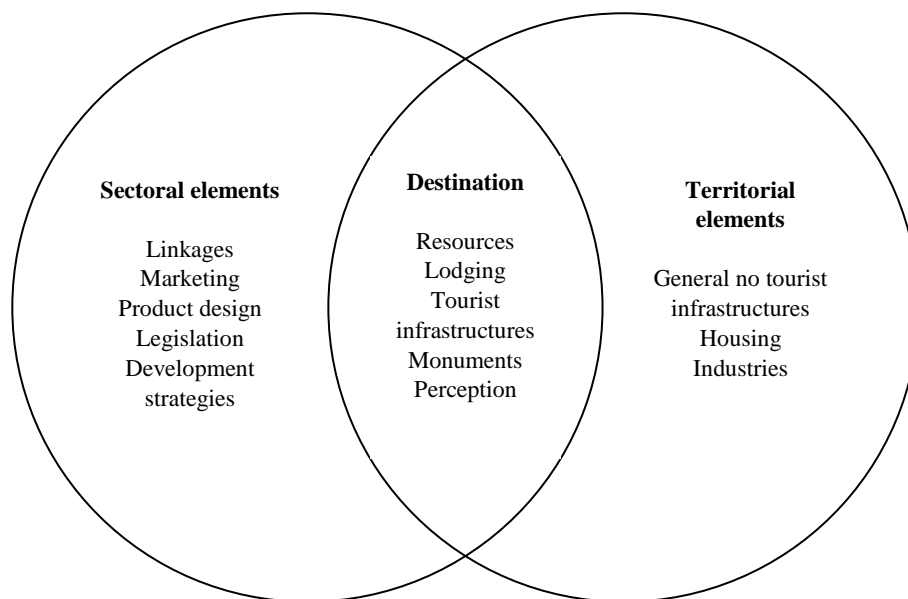 Sectoral elements
Linkages
Marketing
Product design
Legislation
Development
strategies
Destination
Resources
Lodging
Tourist
infrastructures
Monuments
Perception
Territorial
elements
General no tourist
infrastructures
Housing
Industries